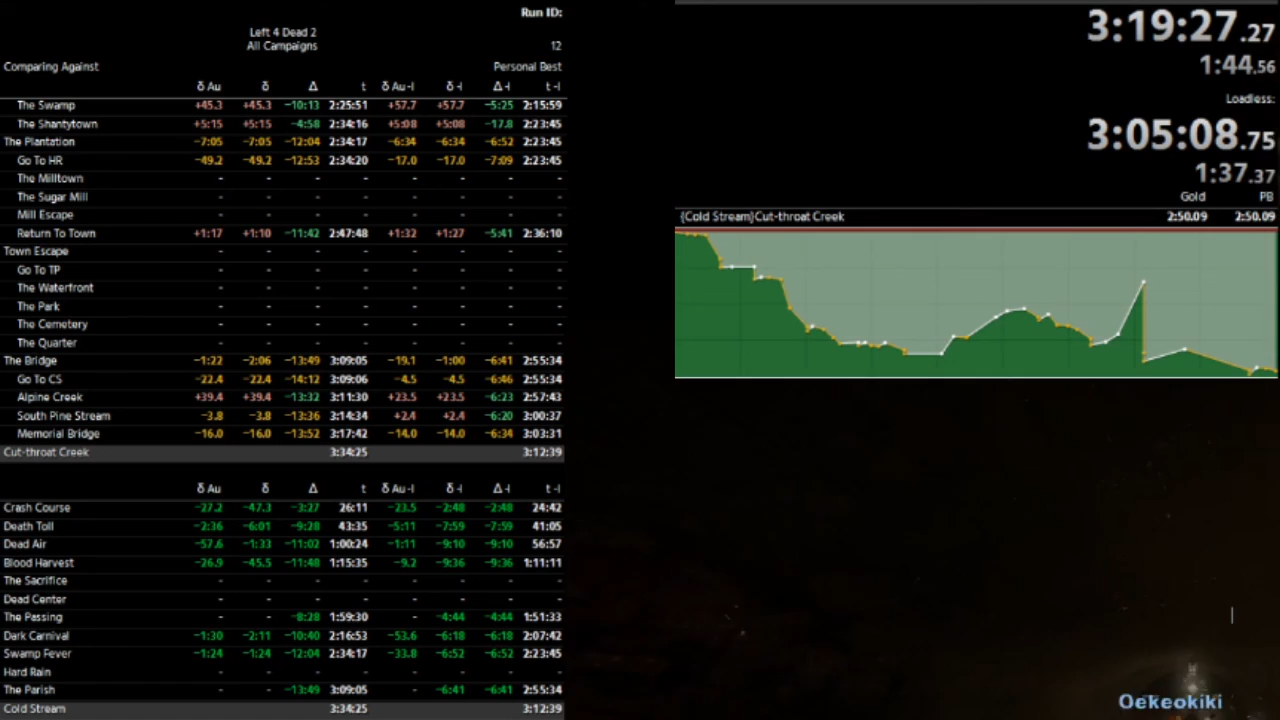 Run ID:
Left 4 Dead 2
All Campaigns
12
Comparing Against Personal Best
δ Au δ Δ t δ Au-I δ -I Δ -I t -I
The Swamp +45.3 +45.3 −10:13 2:25:51 +57.7 +57.7 −5:25 2:15:59
The Shantytown +5:15 +5:15 −4:58 2:34:16 +5:08 +5:08 −17.8 2:23:45
The Plantation −7:05 −7:05 −12:04 2:34:17 −6:34 −6:34 −6:52 2:23:45
Go To HR −49.2 −49.2 −12:53 2:34:20 −17.0 −17.0 −7:09 2:23:45
The Milltown - - - - - - - -
The Sugar Mill - - - - - - - -
Mill Escape - - - - - - - -
Return To Town +1:17 +1:10 −11:42 2:47:48 +1:32 +1:27 −5:41 2:36:10
Town Escape - - - - - - - -
Go To TP - - - - - - - -
The Waterfront - - - - - - - -
The Park - - - - - - - -
The Cemetery - - - - - - - -
The Quarter - - - - - - - -
The Bridge −1:22 −2:06 −13:49 3:09:05 −19.1 −1:00 −6:41 2:55:34
Go To CS −22.4 −22.4 −14:12 3:09:06 −4.5 −4.5 −6:46 2:55:34
Alpine Creek +39.4 +39.4 −13:32 3:11:30 +23.5 +23.5 −6:23 2:57:43
South Pine Stream −3.8 −3.8 −13:36 3:14:34 +2.4 +2.4 −6:20 3:00:37
Memorial Bridge −16.0 −16.0 −13:52 3:17:42 −14.0 −14.0 −6:34 3:03:31
Cut-throat Creek 3:34:25 3:12:39
δ Au δ Δ t δ Au-I δ -I Δ -I t -I
Crash Course −27.2 −47.3 −3:27 26:11 −23.5 −2:48 −2:48 24:42
Death Toll −2:36 −6:01 −9:28 43:35 −5:11 −7:59 −7:59 41:05
Dead Air −57.6 −1:33 −11:02 1:00:24 −1:11 −9:10 −9:10 56:57
Blood Harvest −26.9 −45.5 −11:48 1:15:35 −9.2 −9:36 −9:36 1:11:11
The Sacrifice - - - - - - - -
Dead Center - - - - - - - -
The Passing - - −8:28 1:59:30 - −4:44 −4:44 1:51:33
Dark Carnival −1:30 −2:11 −10:40 2:16:53 −53.6 −6:18 −6:18 2:07:42
Swamp Fever −1:24 −1:24 −12:04 2:34:17 −33.8 −6:52 −6:52 2:23:45
Hard Rain - - - - - - - -
The Parish - - −13:49 3:09:05 - −6:41 −6:41 2:55:34
Cold Stream 3:34:25 3:12:39
3:19:27.27
1:44.56
Loadless:
3:05:08.75
1:37.37
Gold PB
{Cold Stream}Cut-throat Creek 2:50.09 2:50.09
Oekeokiki